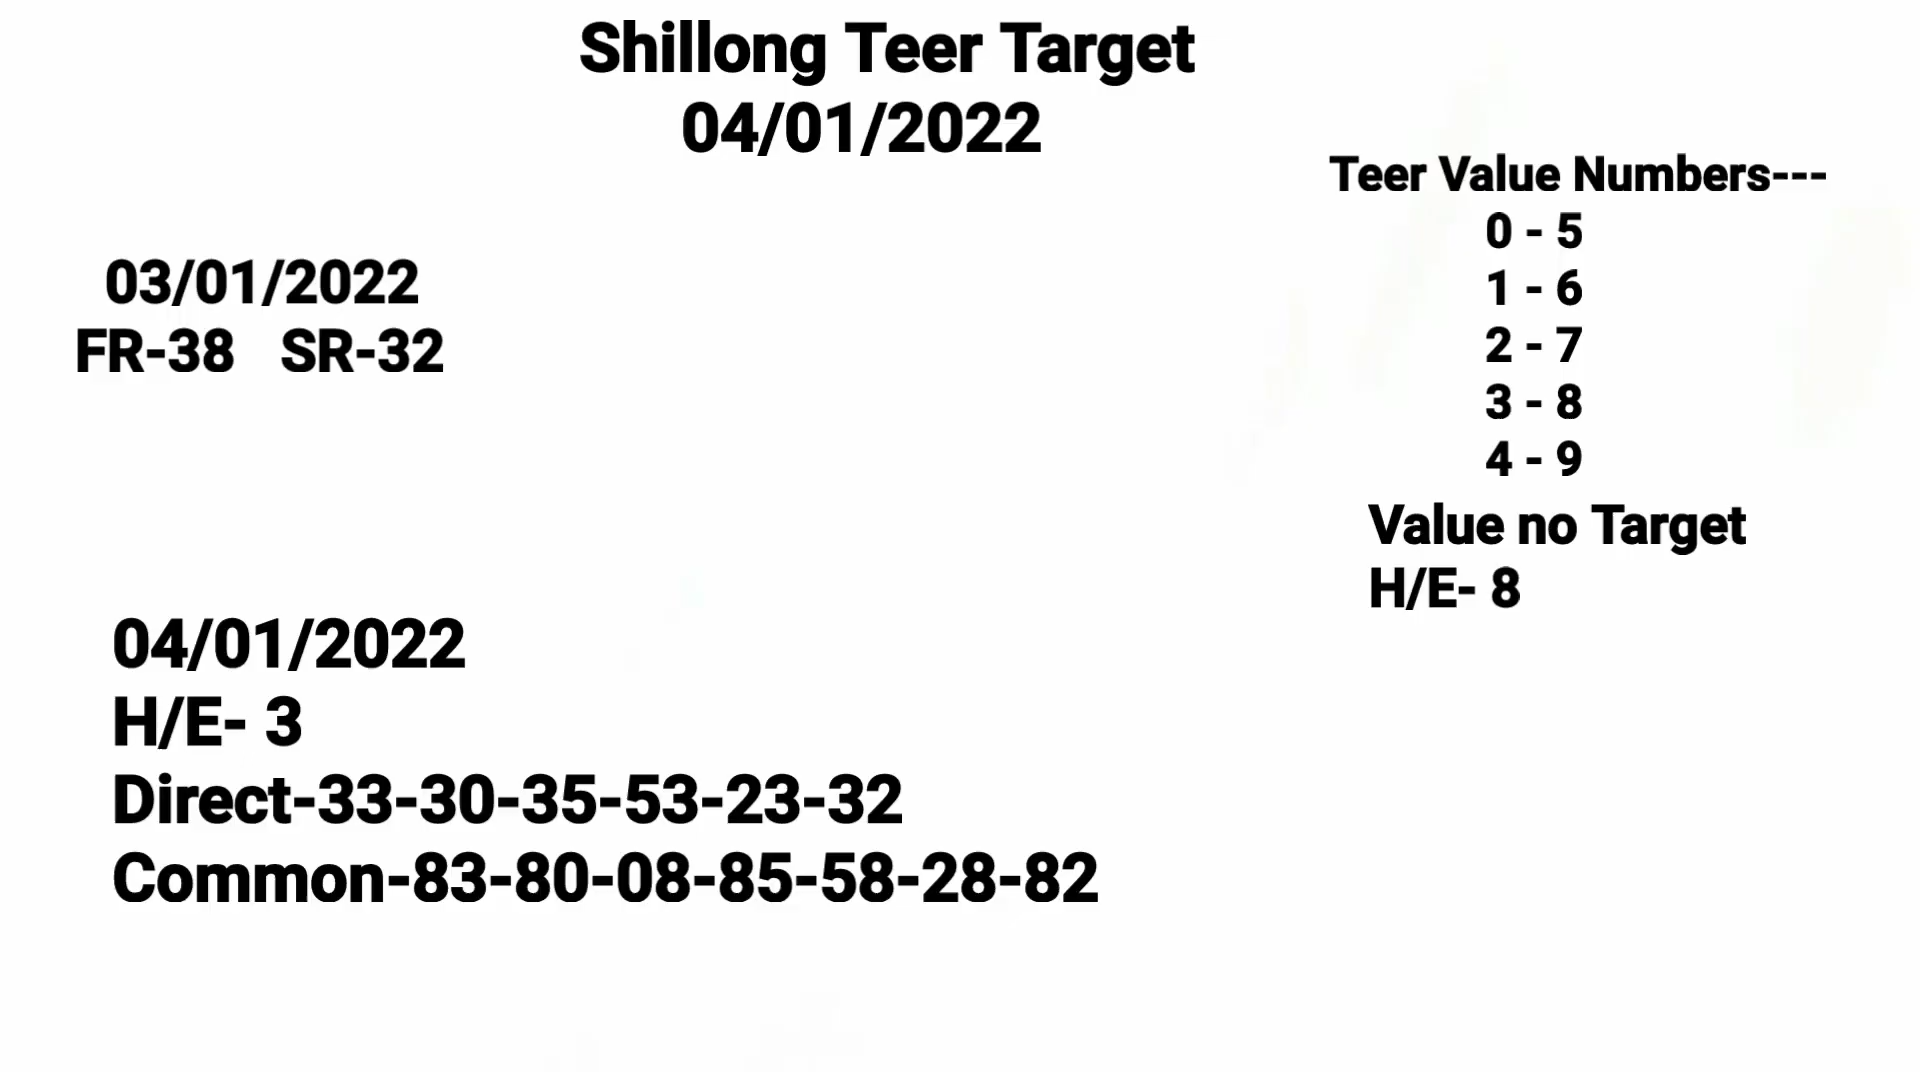 Shillong Teer Target
04/01/2022
03/01/2022
FR-38 SR-32
Teer Value Numbers---
0 - 5
1 - 6
2 - 7
3 - 8
4 - 9
Value no Target
H/E- 8
04/01/2022
H/E- 3
Direct-33-30-35-53-23-32
Common-83-80-08-85-58-28-82